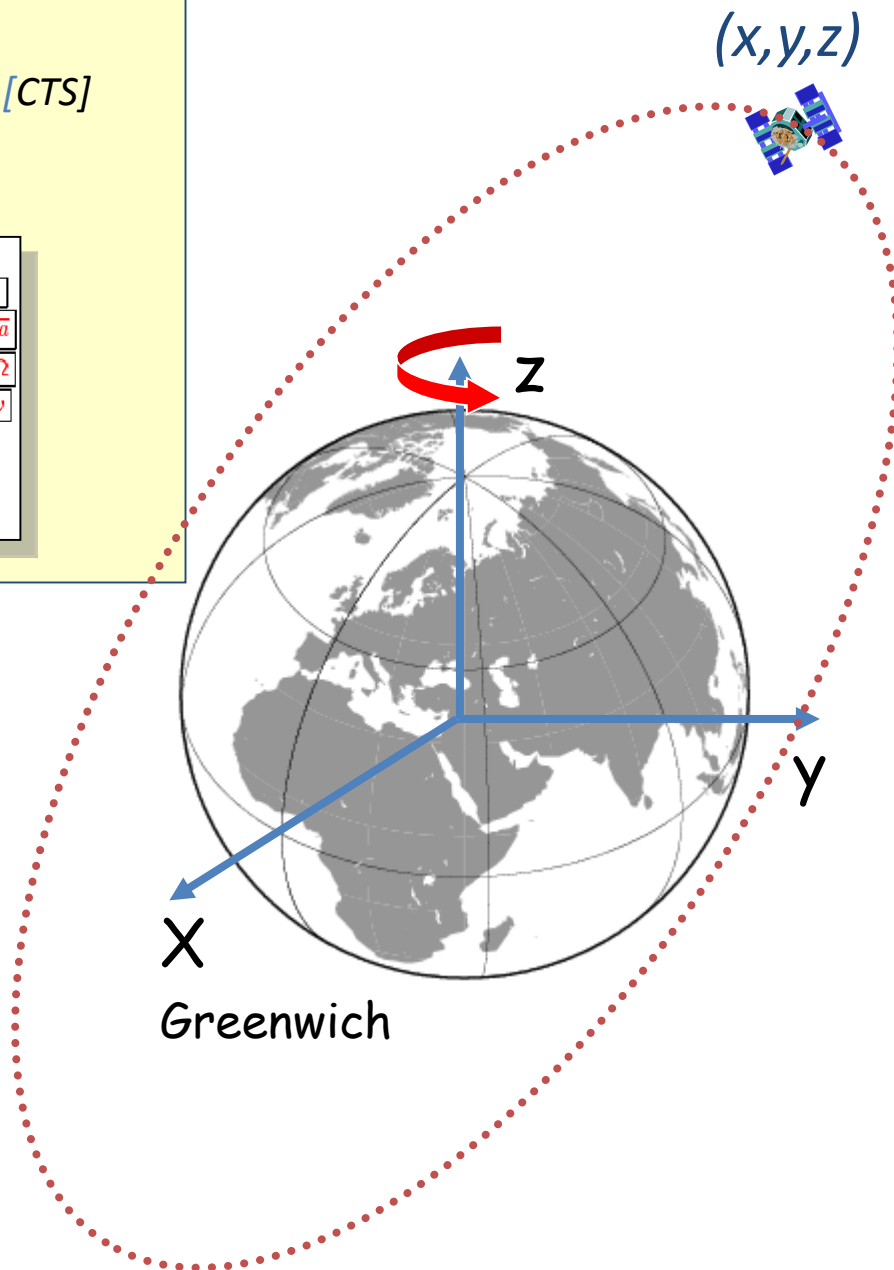 (x,y,z)
[CTS]
a
Ω
ν
z
y
X
Greenwich